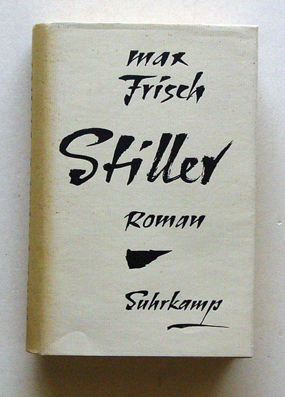 max
Frisch
Stiller
Roman
Suhrkamp